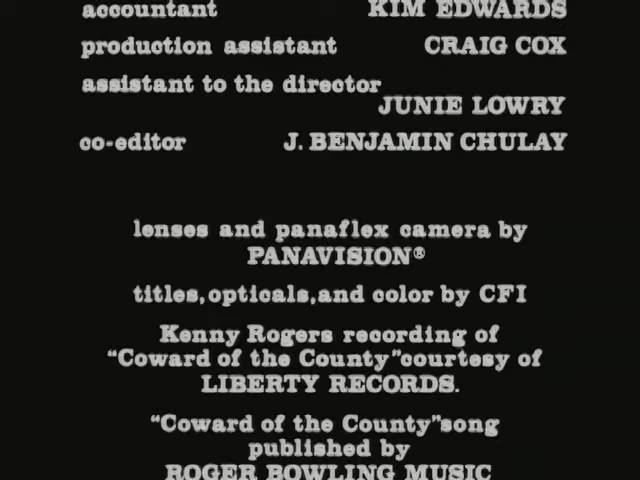 accountant KIM EDWARDS
production assistant CRAIG COX
assistant to the director
JUNIE LOWRY
co-editor J. BENJAMIN CHULAY
lenses and panaflex camera by
PANAVISION®
titles,opticals,and color by CFI
Kenny Rogers recording of
“Coward of the County”courtesy of
LIBERTY RECORDS.
“Coward of the County”song
published by
ROGER BOWLING MUSIC